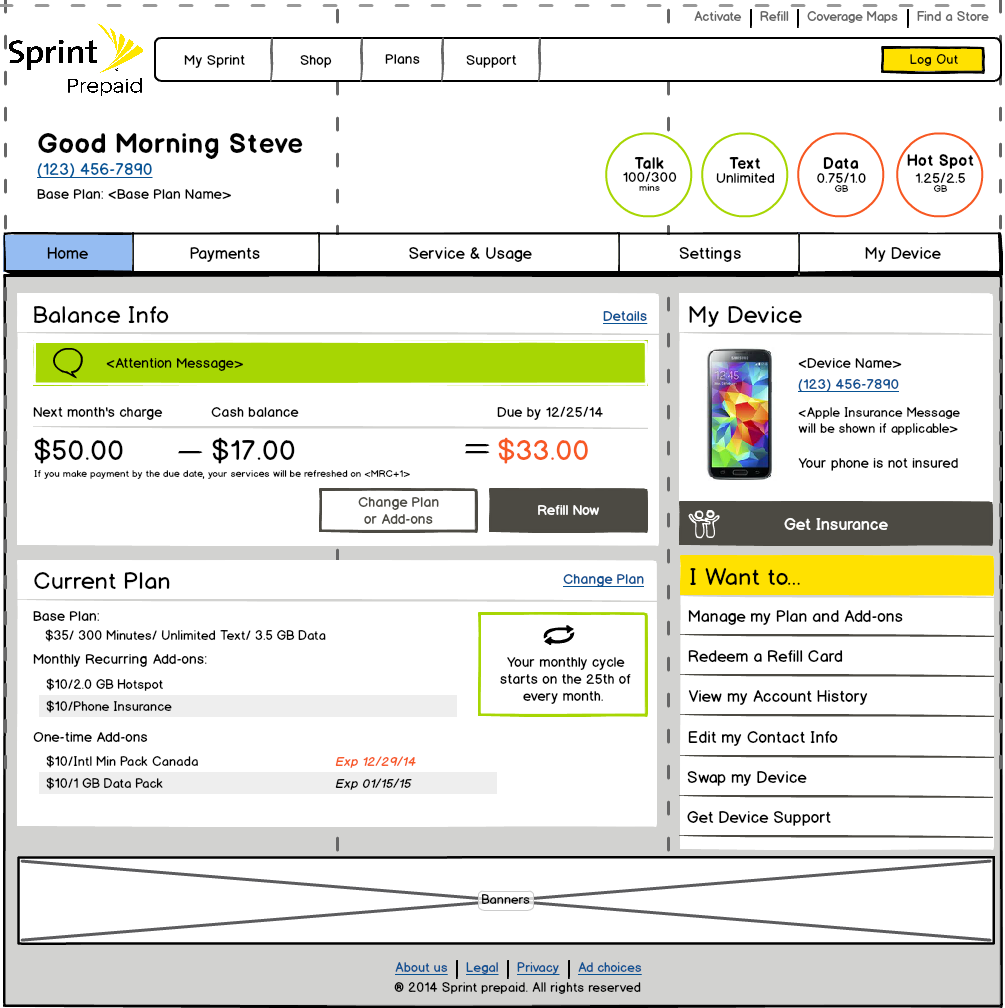 Activate Refill Coverage Maps Find a Store
Sprint
Prepaid
My Sprint Shop Plans Support Log Out
Good Morning Steve
(123) 456-7890
Base Plan: <Base Plan Name>
Talk
100/300
mins
Text
Unlimited
Data
0.75/1.0
GB
Hot Spot
1.25/2.5
GB
Home Payments Service & Usage Settings My Device
Balance Info Details
<Attention Message>
Next month's charge Cash balance Due by 12/25/14
$50.00 — $17.00 = $33.00
If you make payment by the due date, your services will be refreshed on <MRC+1>
Change Plan
or Add-ons
Refill Now
My Device
12:45
<Device Name>
(123) 456-7890
<Apple Insurance Message
will be shown if applicable>
Your phone is not insured
Get Insurance
Current Plan Change Plan
Base Plan:
$35/ 300 Minutes/ Unlimited Text/ 3.5 GB Data
Monthly Recurring Add-ons:
$10/2.0 GB Hotspot
$10/Phone Insurance
One-time Add-ons
$10/Intl Min Pack Canada Exp 12/29/14
$10/1 GB Data Pack Exp 01/15/15
Your monthly cycle
starts on the 25th of
every month.
I Want to...
Manage my Plan and Add-ons
Redeem a Refill Card
View my Account History
Edit my Contact Info
Swap my Device
Get Device Support
Banners
About us Legal Privacy Ad choices
® 2014 Sprint prepaid. All rights reserved